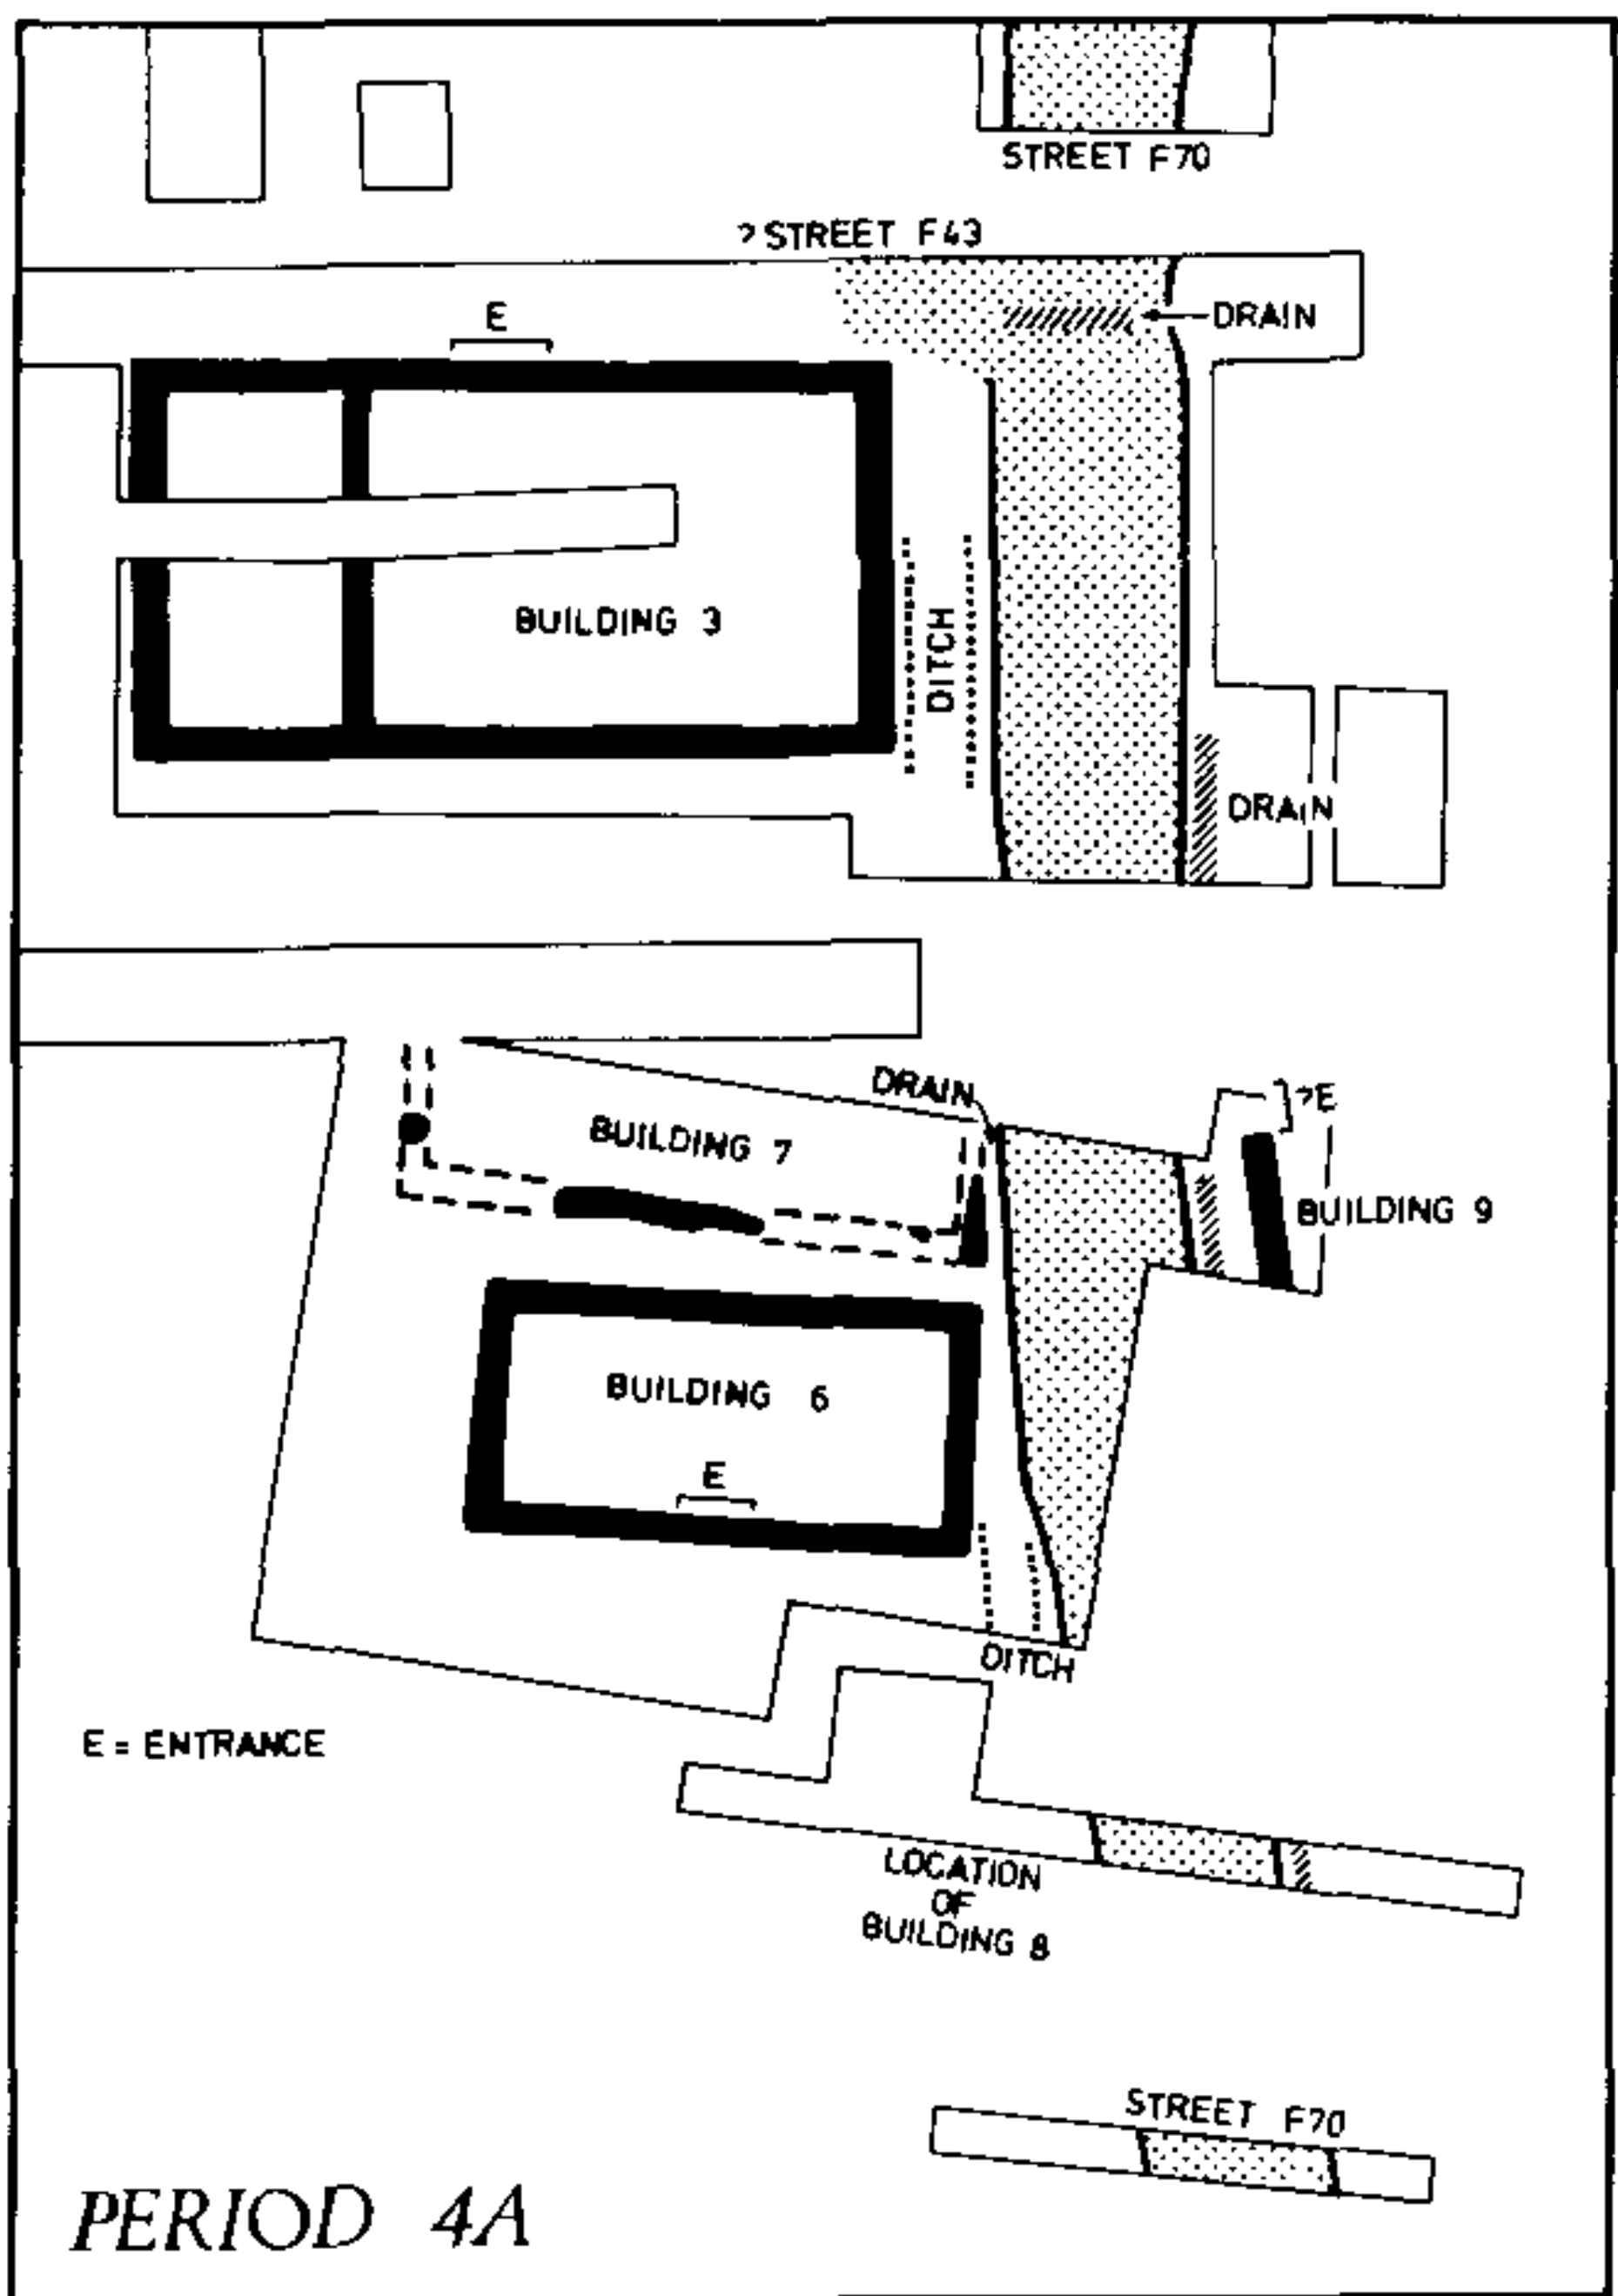 STREET F70
? STREET F43
E
DRAIN
BUILDING 3
DITCH
DRAIN
DRAIN
?E
BUILDING 7
BUILDING 9
BUILDING 6
E
DITCH
E = ENTRANCE
LOCATION
OF
BUILDING 8
STREET F70
PERIOD 4A